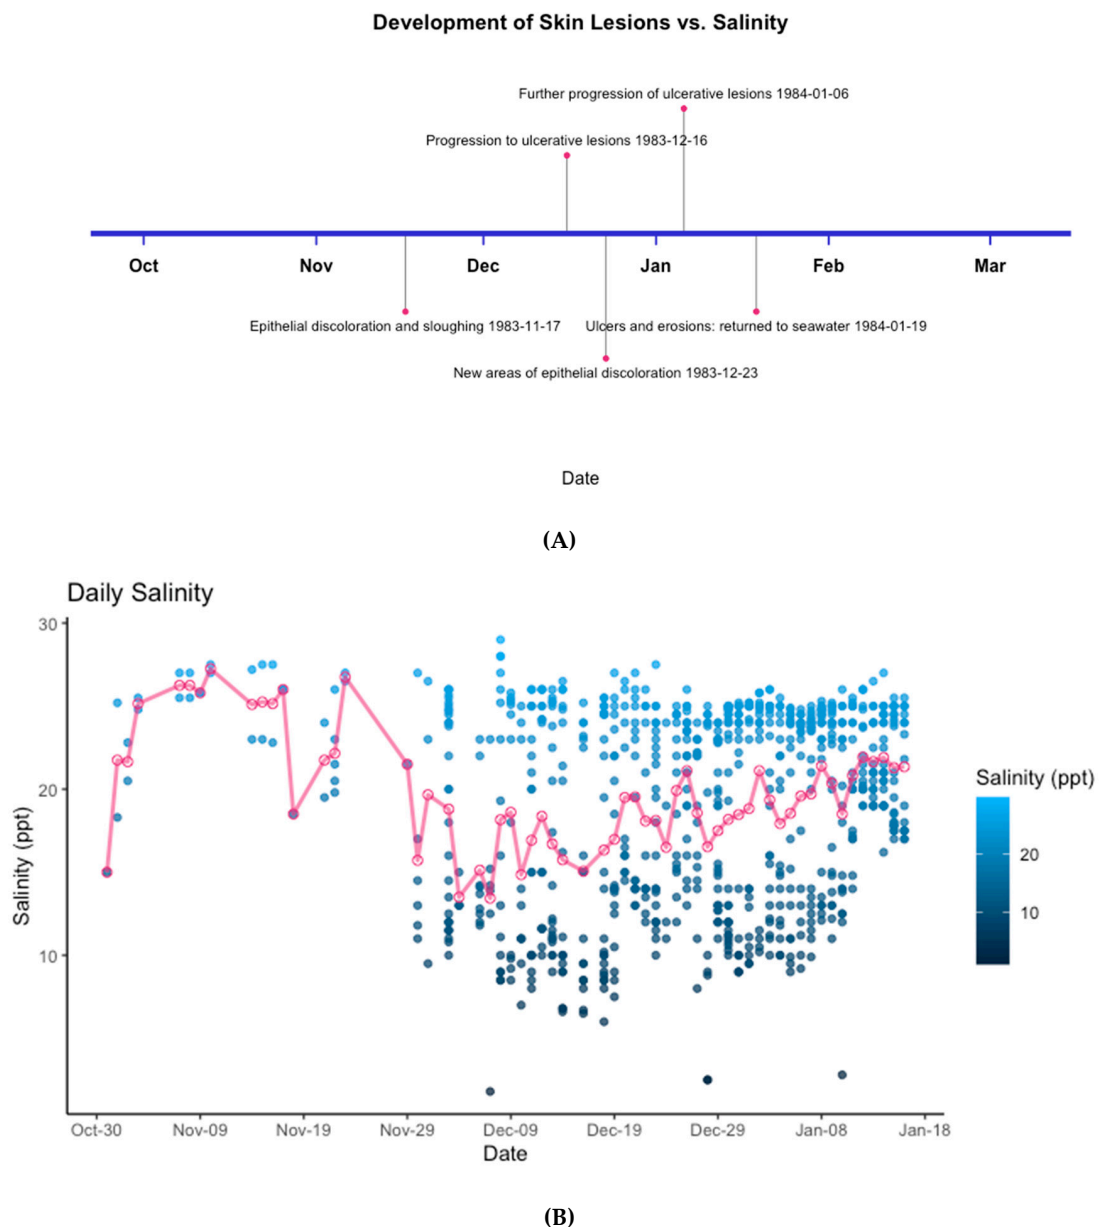 Development of Skin Lesions vs. Salinity
Further progression of ulcerative lesions 1984-01-06
Progression to ulcerative lesions 1983-12-16
Oct Nov Dec Jan Feb Mar
Epithelial discoloration and sloughing 1983-11-17 Ulcers and erosions: returned to seawater 1984-01-19
New areas of epithelial discoloration 1983-12-23
Date
(A)
Daily Salinity
30
20
10
Salinity (ppt)
Salinity (ppt)
20
10
Oct-30 Nov-09 Nov-19 Nov-29 Dec-09 Dec-19 Dec-29 Jan-08 Jan-18
Date
(B)